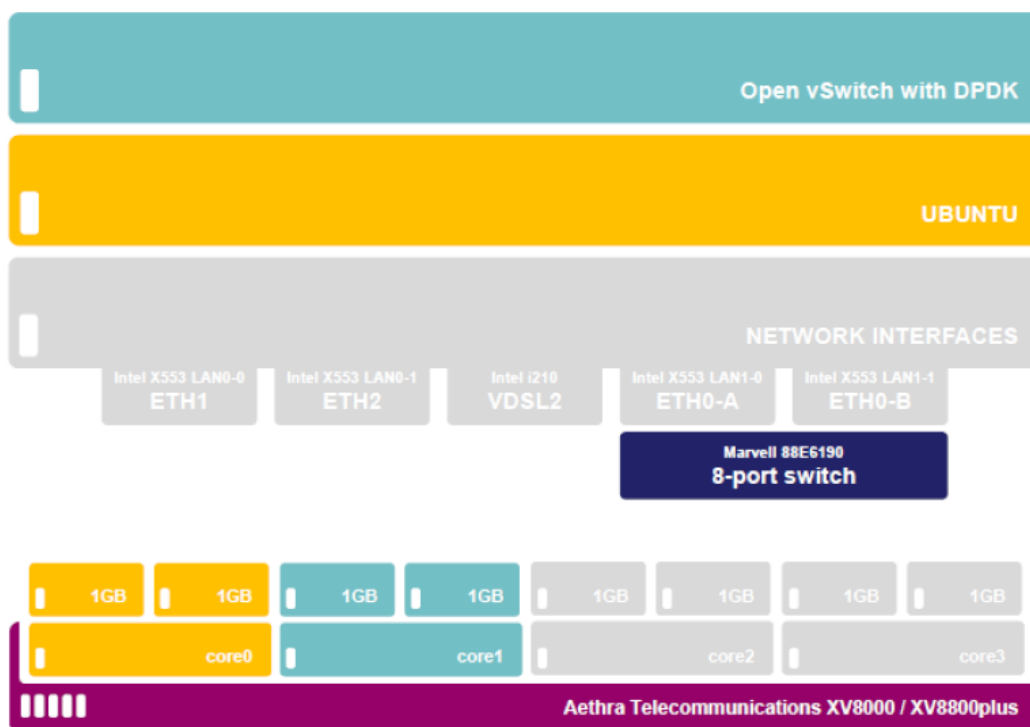 Open vSwitch with DPDK
UBUNTU
NETWORK INTERFACES
Intel X553 LAN0-0
ETH1
Intel X553 LAN0-1
ETH2
Intel i210
VDSL2
Intel X553 LAN1-0
ETH0-A
Intel X553 LAN1-1
ETH0-B
Marvell 88E6190
8-port switch
1GB 1GB 1GB 1GB 1GB 1GB 1GB 1GB
core0 core1 core2 core3
Aethra Telecommunications XV8000 / XV8800plus